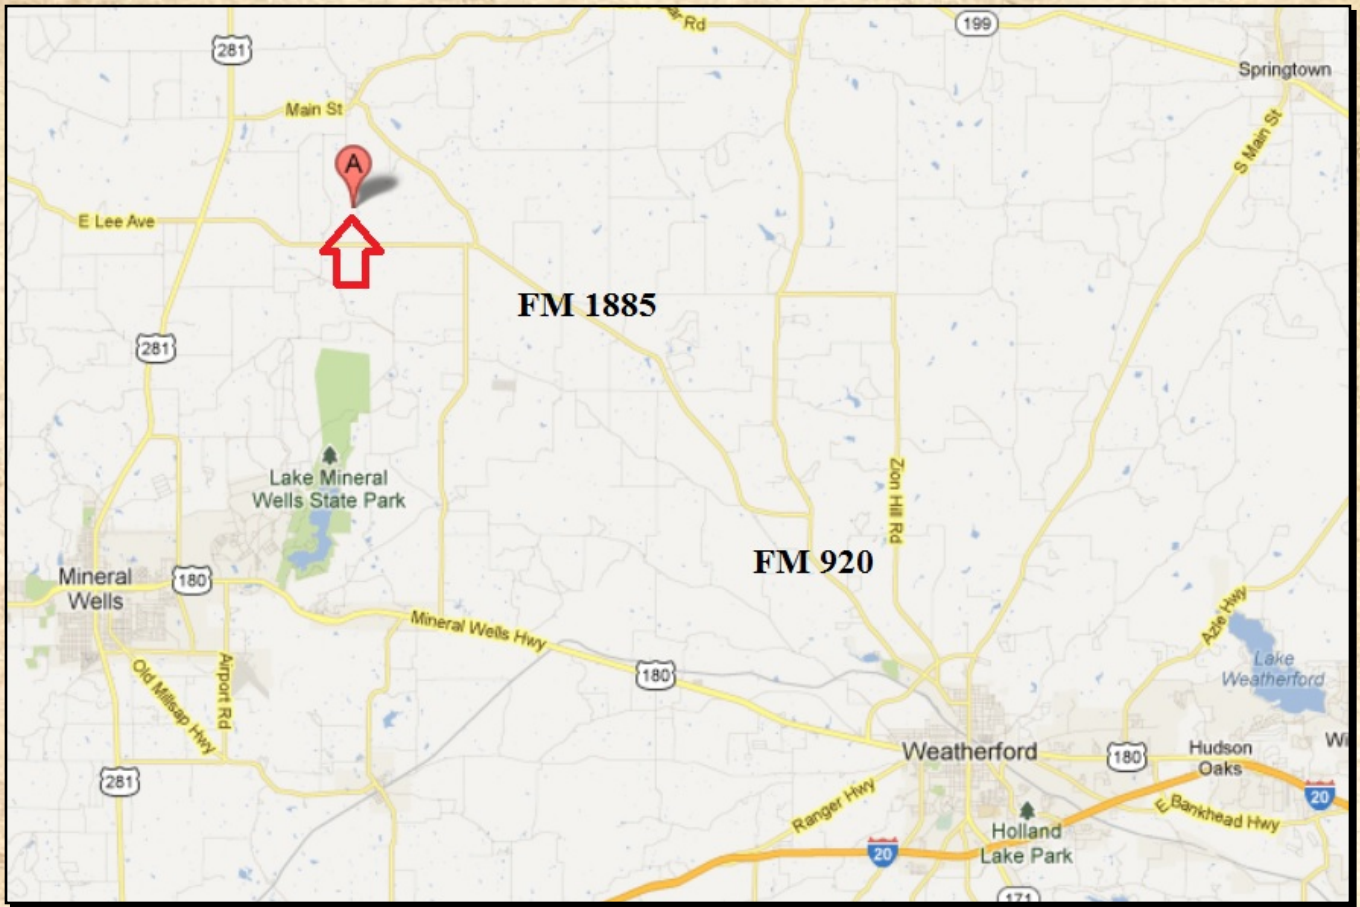 199
281
Springtown
Main St
S Main St
A
E Lee Ave
FM 1885
281
Lake Mineral
Wells State Park
Zion Hill Rd
FM 920
Mineral
Wells
180
Azle Hwy
Mineral Wells Hwy
Lake
Weatherford
180
Old Millsap Hwy
Airport Rd
Weatherford
180
Hudson
Oaks
281
20
Ranger Hwy
E Bankhead Hwy
Holland
Lake Park
20
171